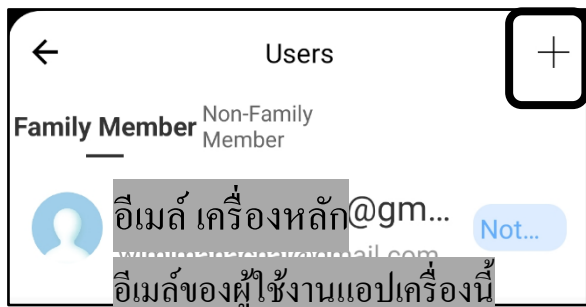 Users
Family Member
Non-Family
Member
อีเมล์ เครื่องหลัก@gm...
Not...
อีเมล์ของผู้ใช้งานแอปเครื่องนี้